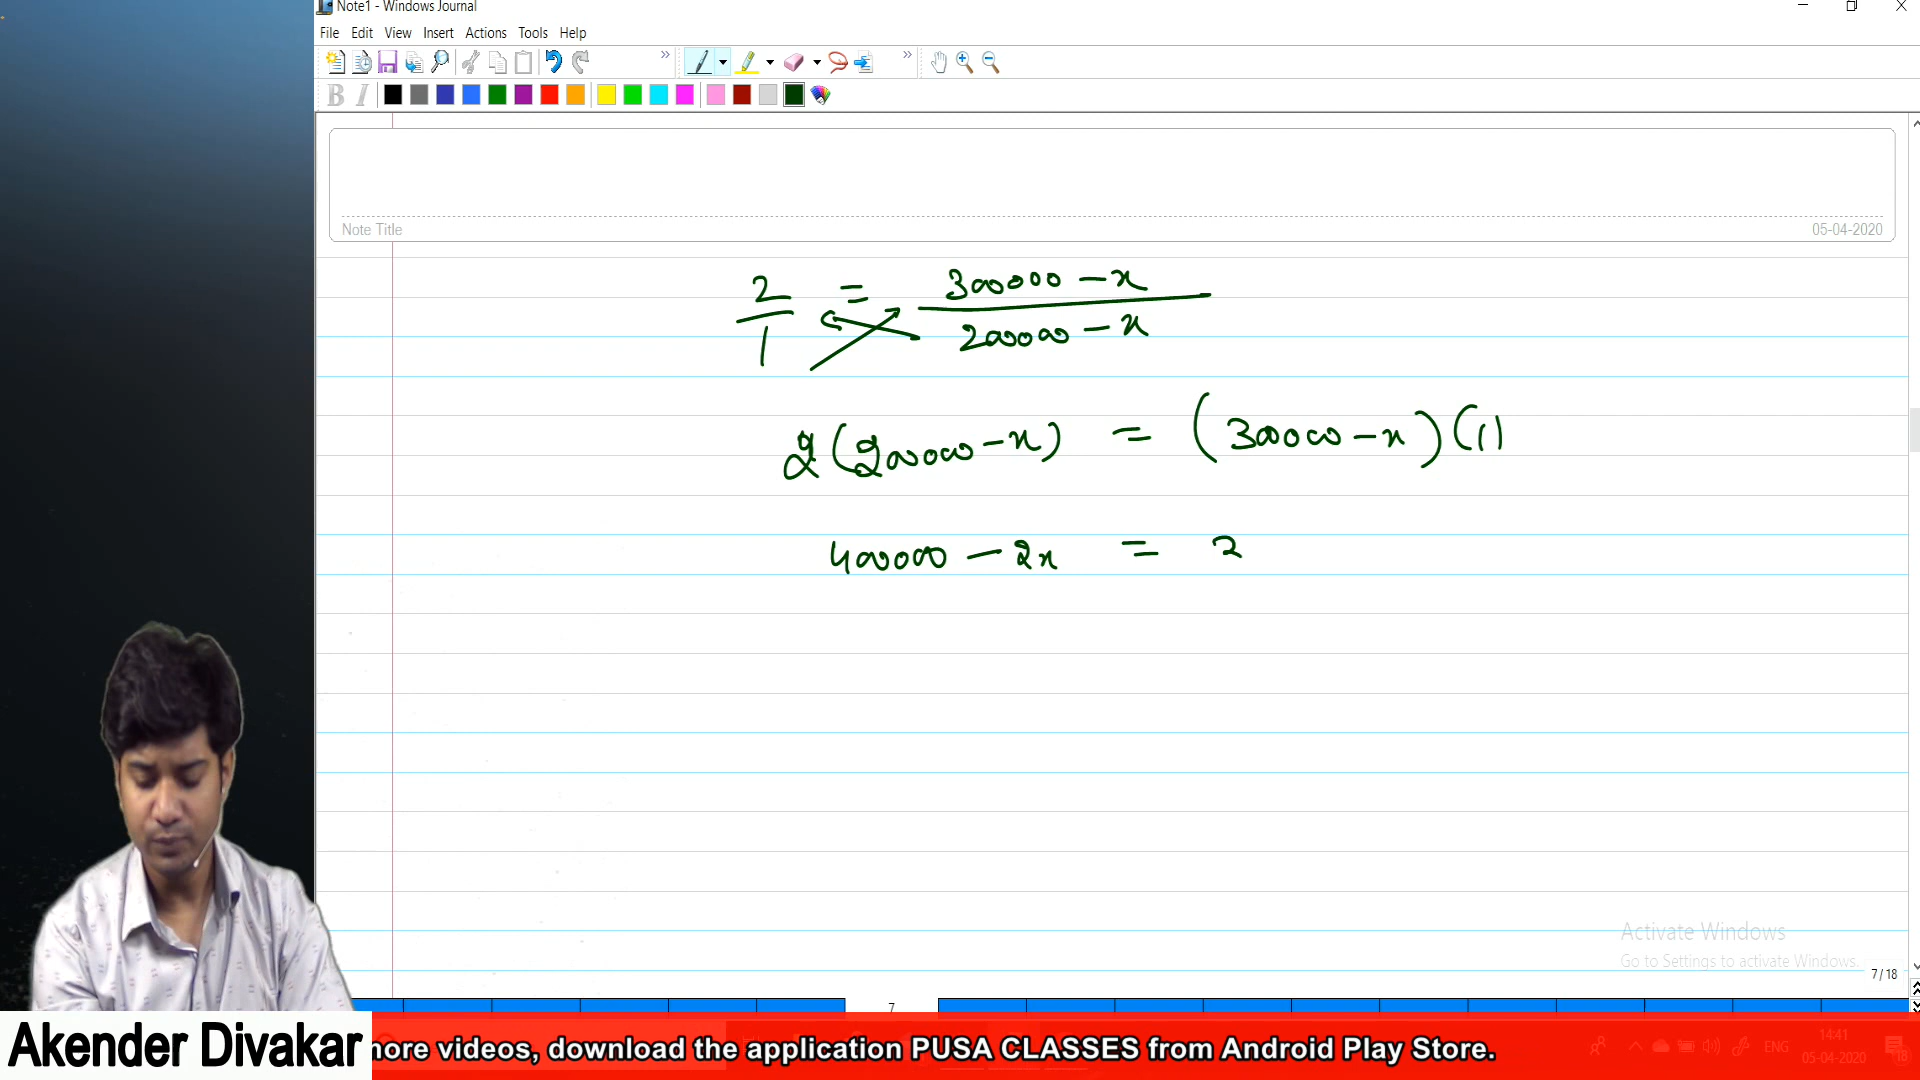 Note1 - Windows Journal
File Edit View Insert Actions Tools Help
B I
Note Title
05-04-2020
2/1 = 300000 - x / 200000 - x
2(200000 - x) = (300000 - x)(1)
400000 - 2x = 3
Activate Windows
Go to Settings to activate Windows.
7/18
7
14:41
ENG
05-04-2020
18
Akender Divakar
more videos, download the application PUSA CLASSES from Android Play Store.